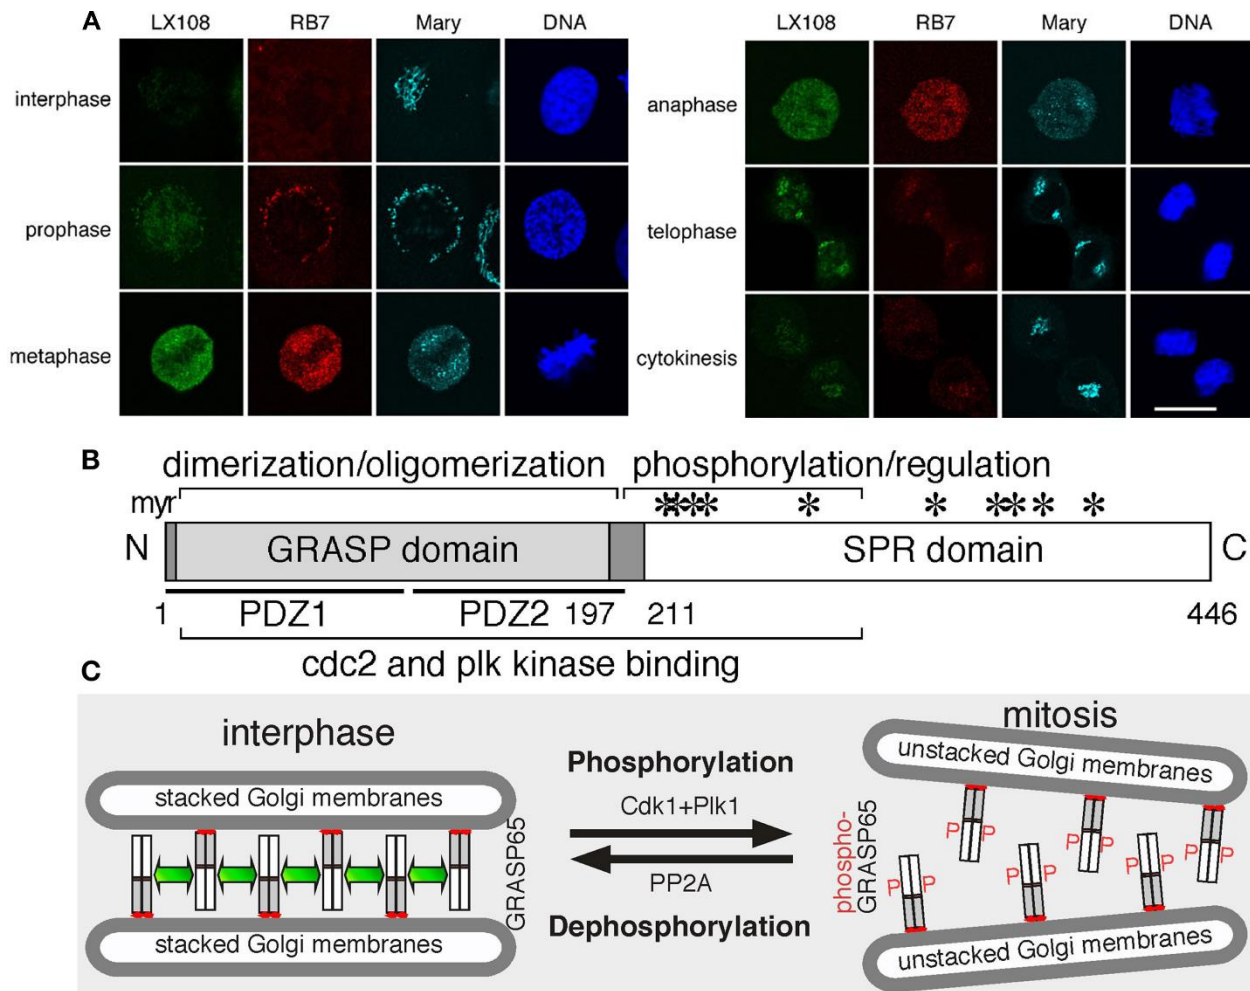 A
LX108 RB7 Mary DNA
LX108 RB7 Mary DNA
interphase
prophase
metaphase
anaphase
telophase
cytokinesis
B
dimerization/oligomerization phosphorylation/regulation
myr ** ** * * ** * *
N GRASP domain SPR domain C
1 PDZ1 PDZ2 197 211 446
cdc2 and plk kinase binding
C
interphase
stacked Golgi membranes
stacked Golgi membranes
GRASP65
Phosphorylation
Cdk1+Plk1
PP2A
Dephosphorylation
mitosis
unstacked Golgi membranes
phospho-
GRASP65
P P P P P P
P P P P P P
unstacked Golgi membranes